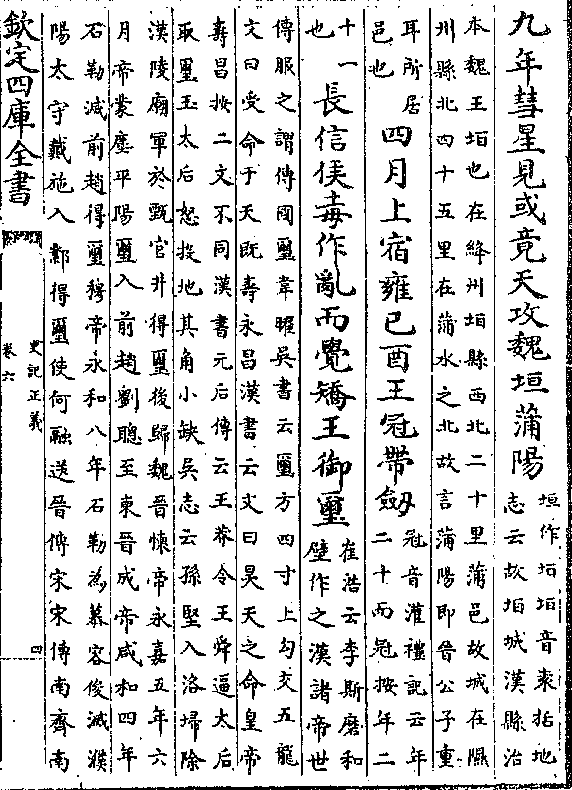 九年彗星見或竟天攻魏垣蒲陽垣作垣垣音袁括地
志云故垣城漢縣治
本魏王垣也在絳州垣縣西北二十里蒲邑故城在隰
州縣北四十五里在蒲水之北故言蒲陽即晉公子重
耳所居
邑也
四月上宿雍己酉王冠帶劔冠音灌禮記云年
二十而冠按年二
十一
也
長信侯毐作亂而覺矯王御璽崔浩云李斯磨和
璧作之漢諸帝世
傳服之謂傳國璽韋曜吳書云璽方四寸上勾交五龍
文曰受命于天既壽永昌漢書云文曰昊天之命皇帝
壽昌按二文不同漢書元后傳云王莽令王舜逼太后
取璽王太后怒投地其角小缺吳志云孫堅入洛埽除
漢陵廟軍於甄官井得璽後歸魏晉懷帝永嘉五年六
月帝蒙塵平陽璽入前趙劉聰至東晉成帝咸和四年
石勒滅前趙得璽穆帝永和八年石勒為慕容俊滅濮
陽太守戴施入鄴得璽使何融送晉傳宋宋傳南齊南
欽定四庫全書
史記正義
卷六
四